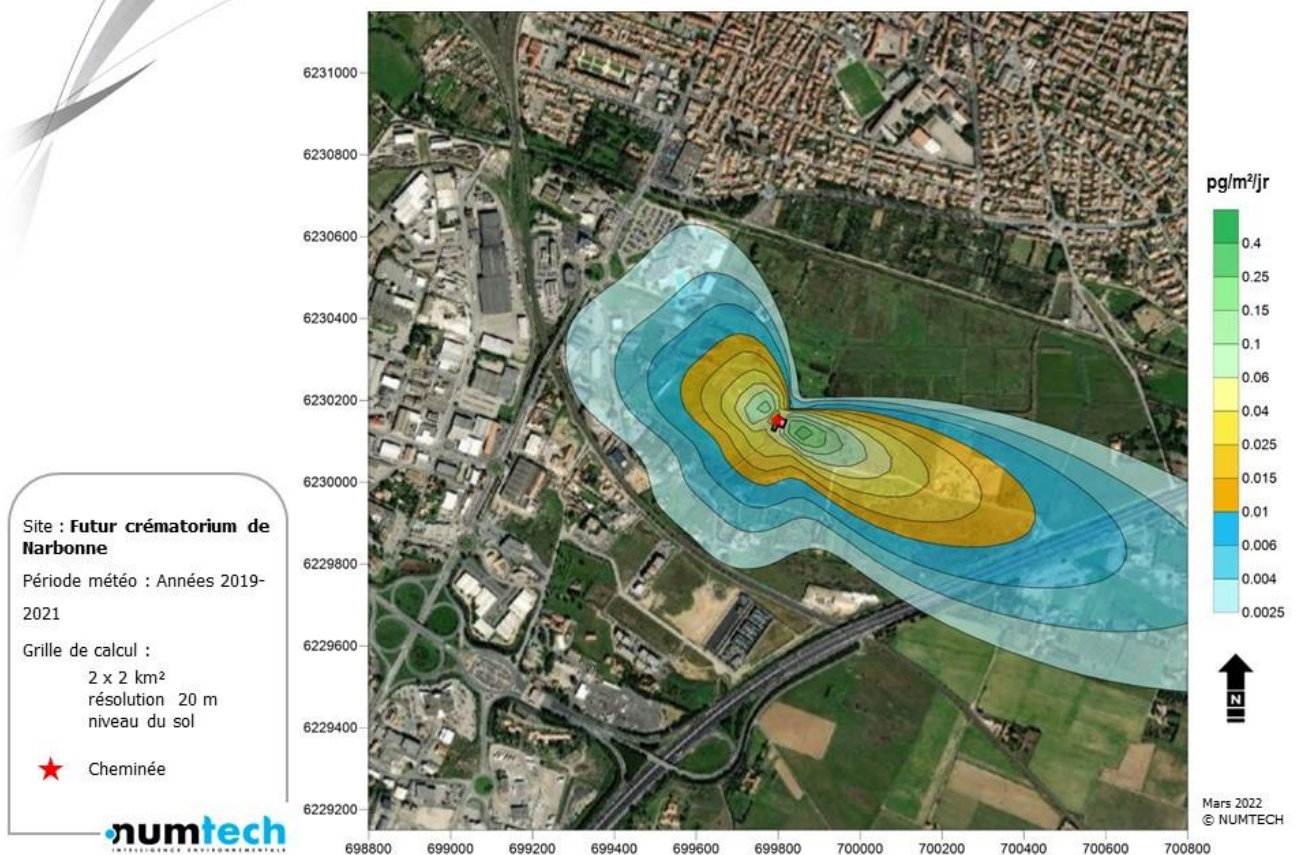 6231000
6230800
6230600
6230400
6230200
6230000
6229800
6229600
6229400
6229200
698800 699000 699200 699400 699600 699800 700000 700200 700400 700600 700800
pg/m²/jr
0.4
0.25
0.15
0.1
0.06
0.04
0.025
0.015
0.01
0.006
0.004
0.0025
N
Site : Futur crématorium de
Narbonne
Période météo : Années 2019-
2021
Grille de calcul :
2 x 2 km²
résolution 20 m
niveau du sol
Cheminée
numtech
INTELLIGENCE ENVIRONNEMENTALE
Mars 2022
© NUMTECH